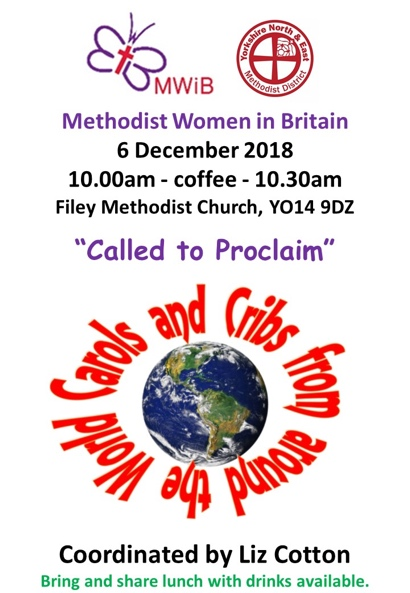 MWiB
Yorkshire North & East
Methodist District
Methodist Women in Britain
6 December 2018
10.00am - coffee - 10.30am
Filey Methodist Church, YO14 9DZ
“Called to Proclaim”
Carols and Cribs from around the World
Coordinated by Liz Cotton
Bring and share lunch with drinks available.